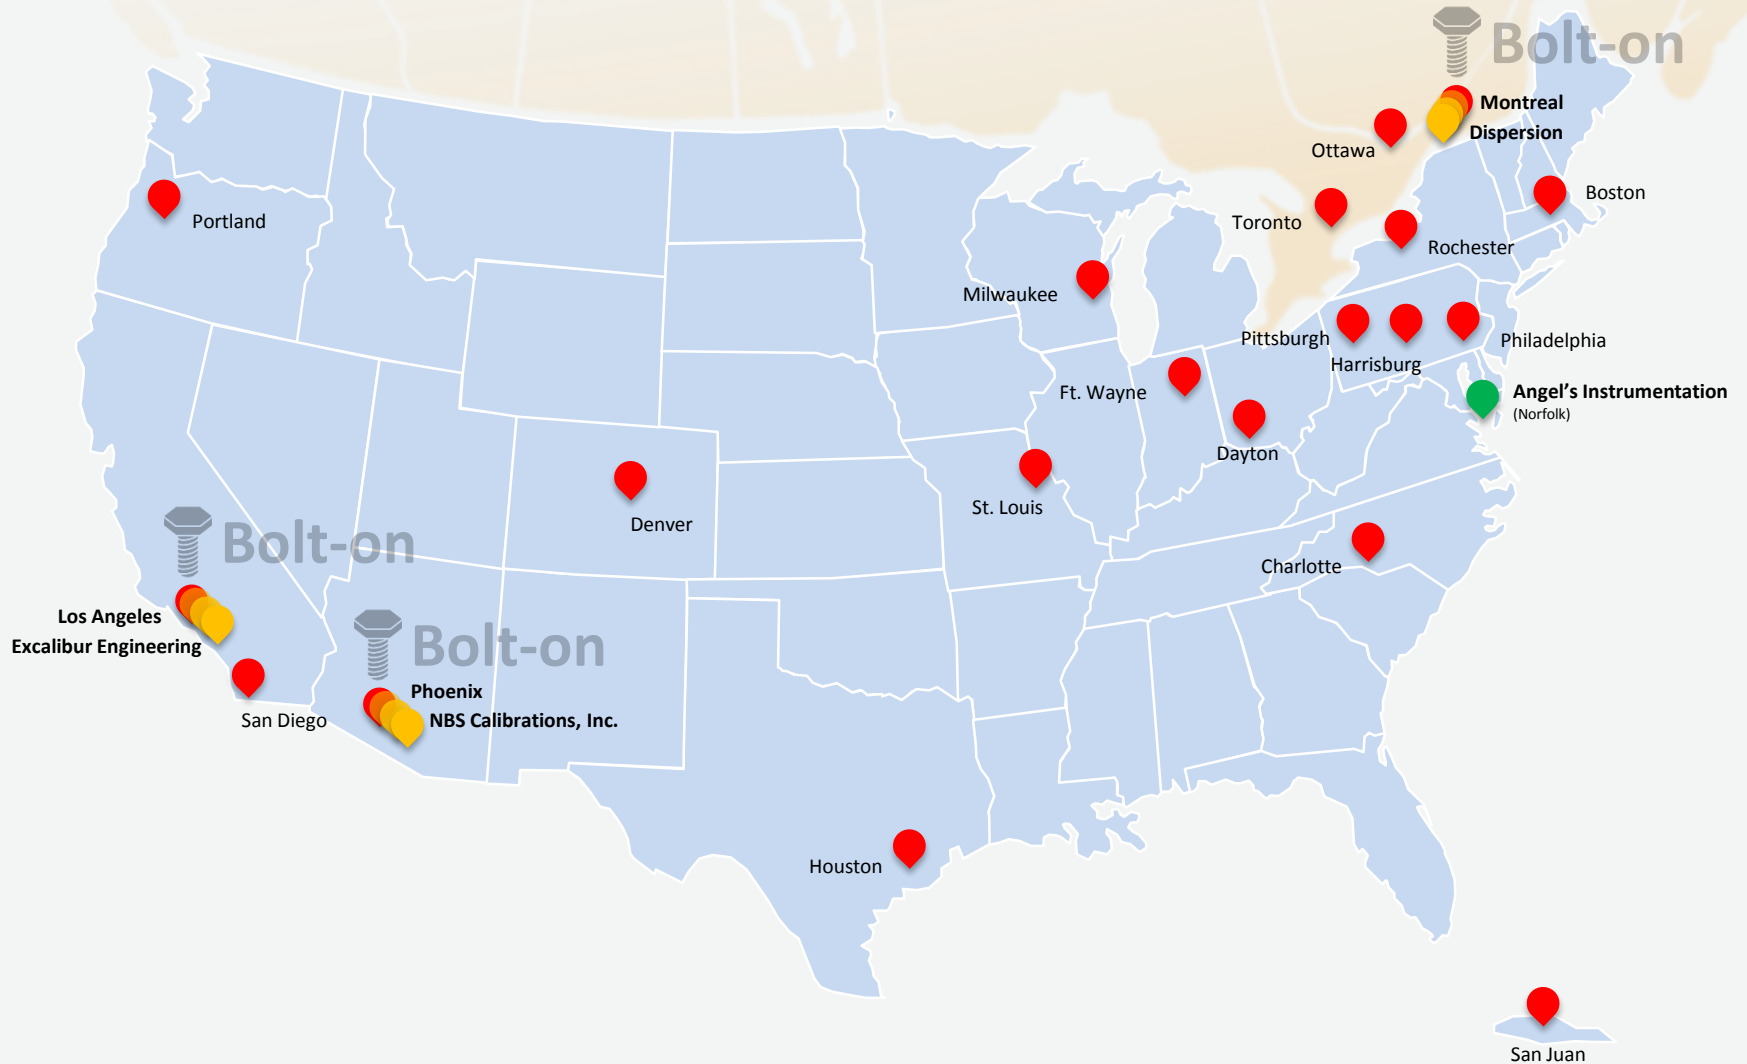 Bolt-on
Montreal
Dispersion
Ottawa
Boston
Portland
Toronto
Rochester
Milwaukee
Pittsburgh
Philadelphia
Harrisburg
Ft. Wayne
Angel’s Instrumentation
(Norfolk)
Dayton
St. Louis
Denver
Bolt-on
Charlotte
Los Angeles
Excalibur Engineering
Bolt-on
Phoenix
San Diego
NBS Calibrations, Inc.
Houston
San Juan